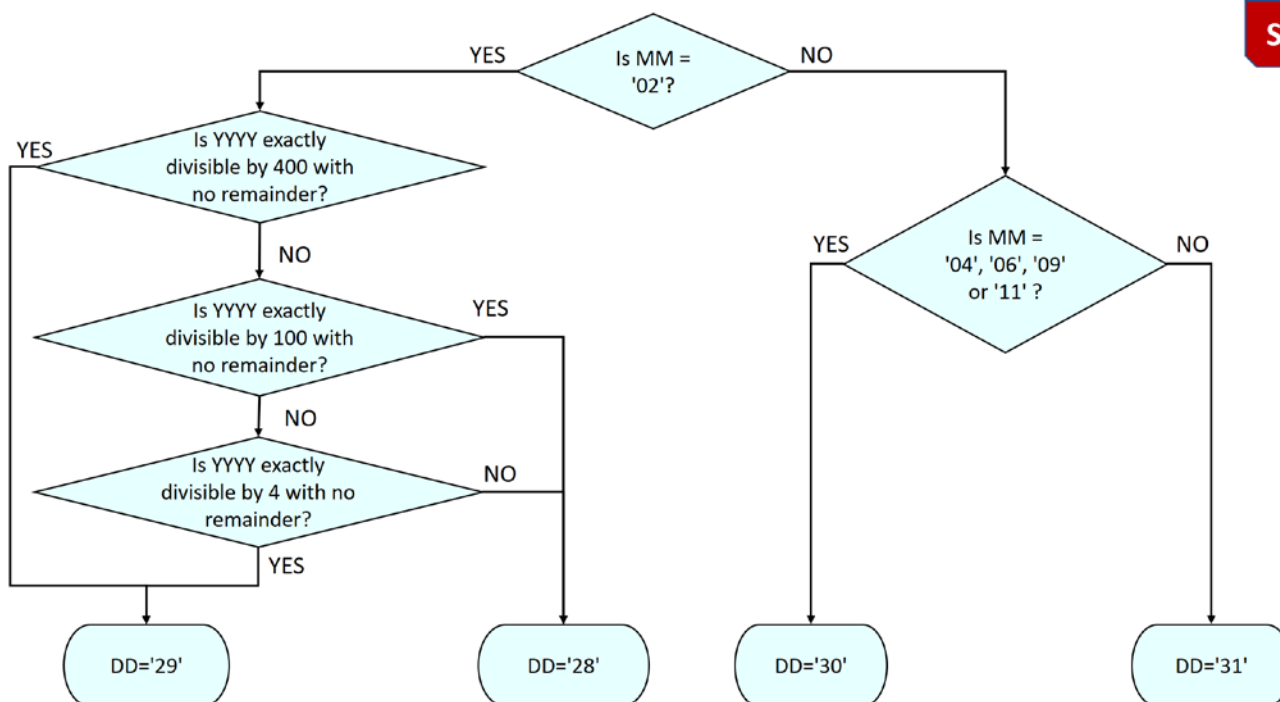 S
YES
Is MM =
'02'?
NO
YES
Is YYYY exactly
divisible by 400 with
no remainder?
NO
YES
Is MM =
'04', '06', '09'
or '11' ?
NO
Is YYYY exactly
divisible by 100 with
no remainder?
YES
NO
Is YYYY exactly
divisible by 4 with no
remainder?
NO
YES
DD='29'
DD='28'
DD='30'
DD='31'